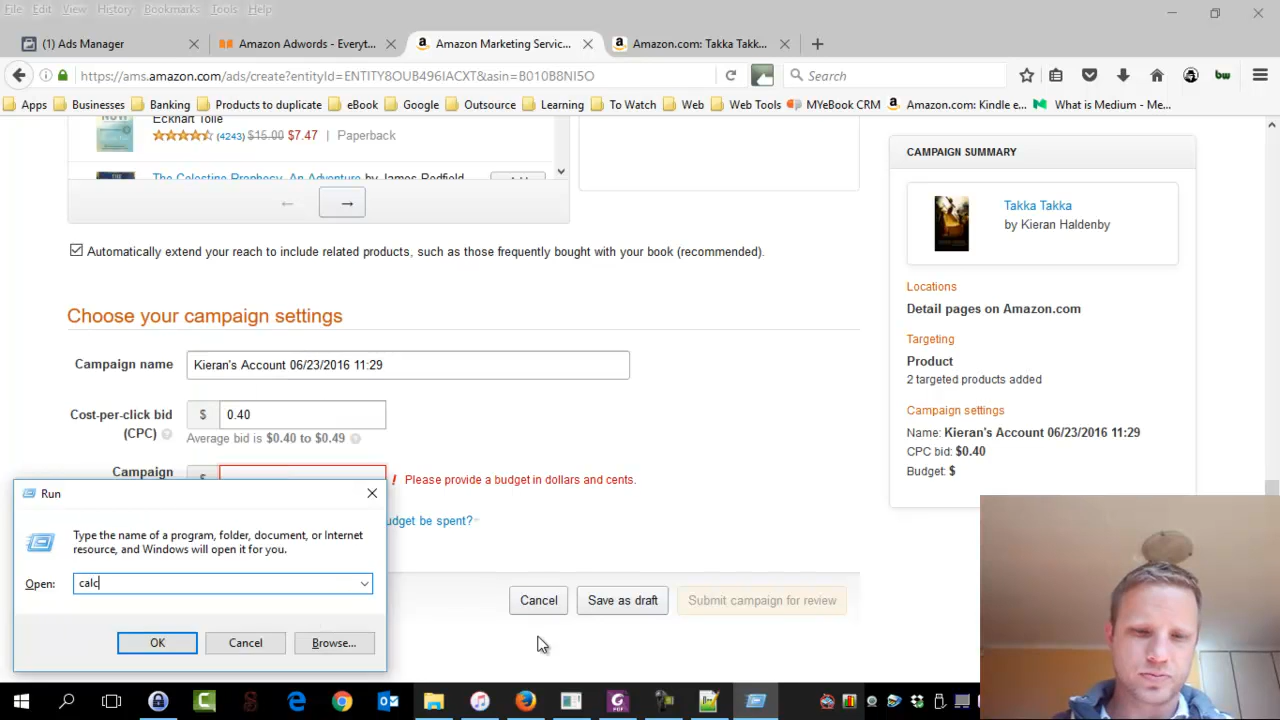 File Edit View History Bookmarks Tools Help
(1) Ads Manager
Amazon Adwords - Everyt...
Amazon Marketing Servic...
Amazon.com: Takka Takk...
https://ams.amazon.com/ads/create?entityId=ENTITY8OUB496IACXT&asin=B010B8NI5O
Search
Apps Businesses Banking Products to duplicate eBook Google Outsource Learning To Watch Web Web Tools MYeBook CRM Amazon.com: Kindle e... What is Medium - Me...
NOW
Eckhart Tolle
(4243) $15.00 $7.47 | Paperback
The Celestine Prophecy: An Adventure by James Redfield
Automatically extend your reach to include related products, such as those frequently bought with your book (recommended).
Choose your campaign settings
Campaign name
Kieran's Account 06/23/2016 11:29
Cost-per-click bid
(CPC)
$ 0.40
Average bid is $0.40 to $0.49
Campaign
$
! Please provide a budget in dollars and cents.
udget be spent?
Cancel
Save as draft
Submit campaign for review
CAMPAIGN SUMMARY
Takka Takka
by Kieran Haldenby
Locations
Detail pages on Amazon.com
Targeting
Product
2 targeted products added
Campaign settings
Name: Kieran's Account 06/23/2016 11:29
CPC bid: $0.40
Budget: $
Run
Type the name of a program, folder, document, or Internet
resource, and Windows will open it for you.
Open: calc
OK
Cancel
Browse...